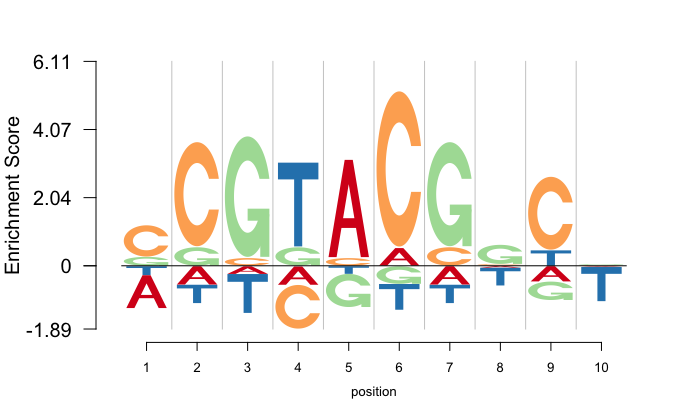 6.11
4.07
2.04
0
-1.89
Enrichment Score
C C G T A C G G C
G G C G C A C T
T A A A T G A T A T
A T T C G T T G
1 2 3 4 5 6 7 8 9 10
position